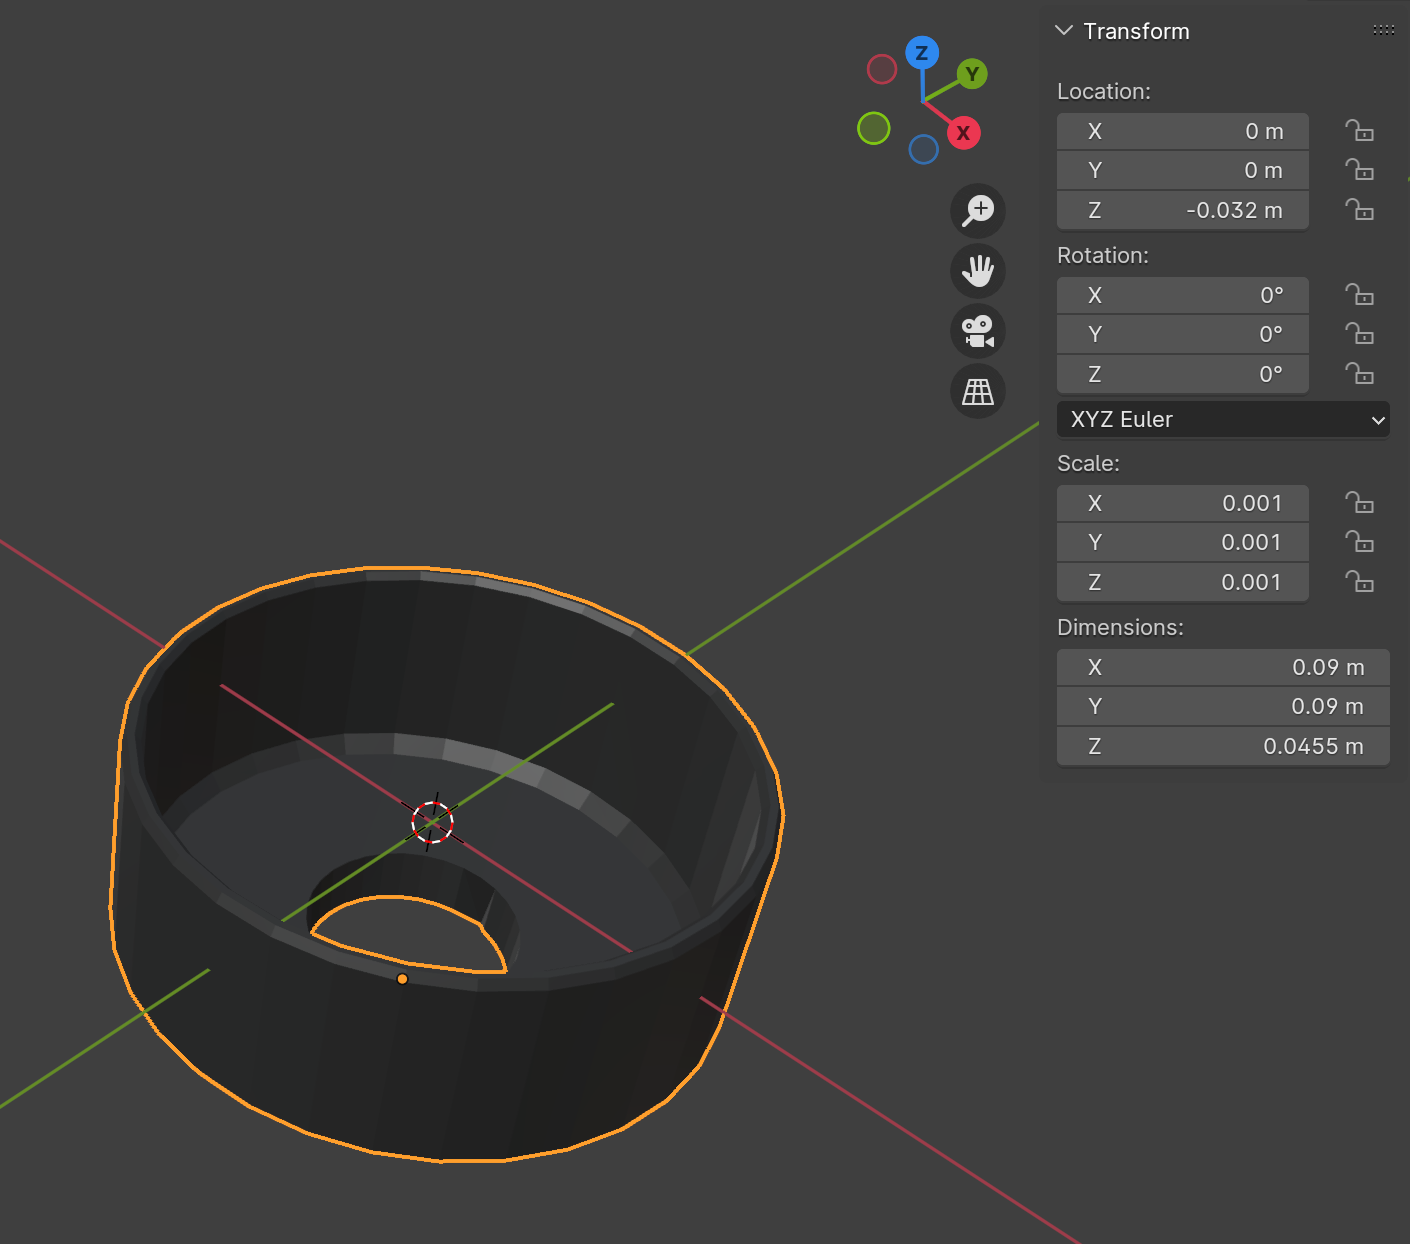 Transform
Location:
X 0 m
Y 0 m
Z -0.032 m
Rotation:
X 0°
Y 0°
Z 0°
XYZ Euler
Scale:
X 0.001
Y 0.001
Z 0.001
Dimensions:
X 0.09 m
Y 0.09 m
Z 0.0455 m
Z
Y
X